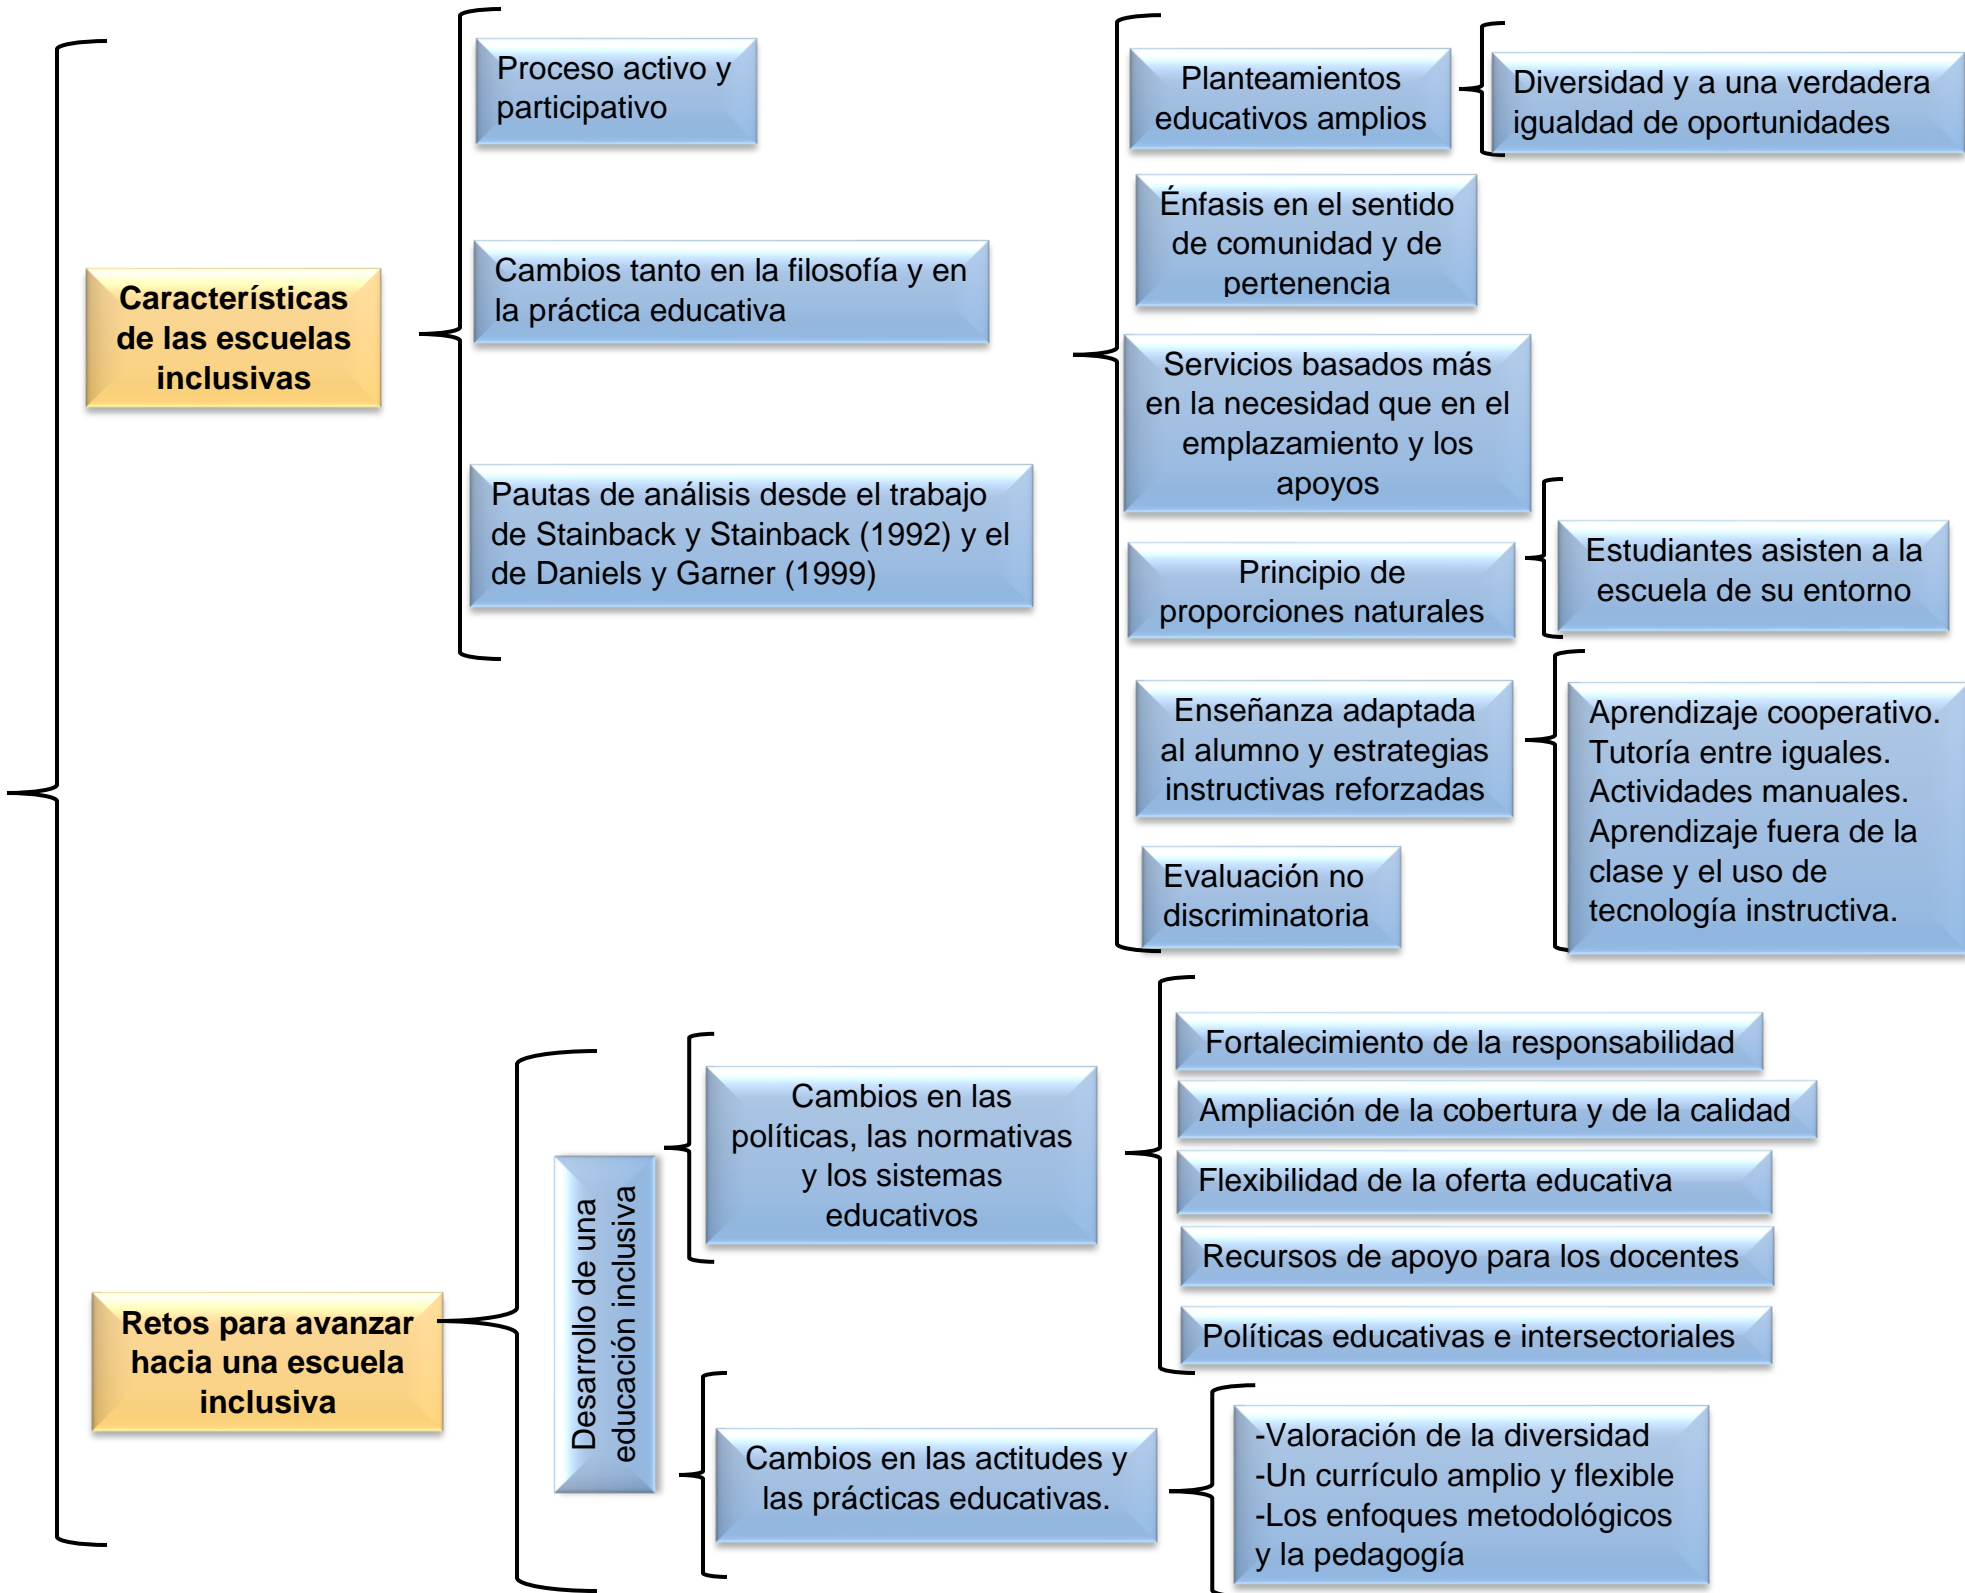 Características
de las escuelas
inclusivas
Proceso activo y
participativo
Cambios tanto en la filosofía y en
la práctica educativa
Pautas de análisis desde el trabajo
de Stainback y Stainback (1992) y el
de Daniels y Garner (1999)
Planteamientos
educativos amplios
Diversidad y a una verdadera
igualdad de oportunidades
Énfasis en el sentido
de comunidad y de
pertenencia
Servicios basados más
en la necesidad que en el
emplazamiento y los
apoyos
Principio de
proporciones naturales
Estudiantes asisten a la
escuela de su entorno
Enseñanza adaptada
al alumno y estrategias
instructivas reforzadas
Aprendizaje cooperativo.
Tutoría entre iguales.
Actividades manuales.
Aprendizaje fuera de la
clase y el uso de
tecnología instructiva.
Evaluación no
discriminatoria
Retos para avanzar
hacia una escuela
inclusiva
Desarrollo de una
educación inclusiva
Cambios en las
políticas, las normativas
y los sistemas
educativos
Fortalecimiento de la responsabilidad
Ampliación de la cobertura y de la calidad
Flexibilidad de la oferta educativa
Recursos de apoyo para los docentes
Políticas educativas e intersectoriales
Cambios en las actitudes y
las prácticas educativas.
-Valoración de la diversidad
-Un currículo amplio y flexible
-Los enfoques metodológicos
y la pedagogía